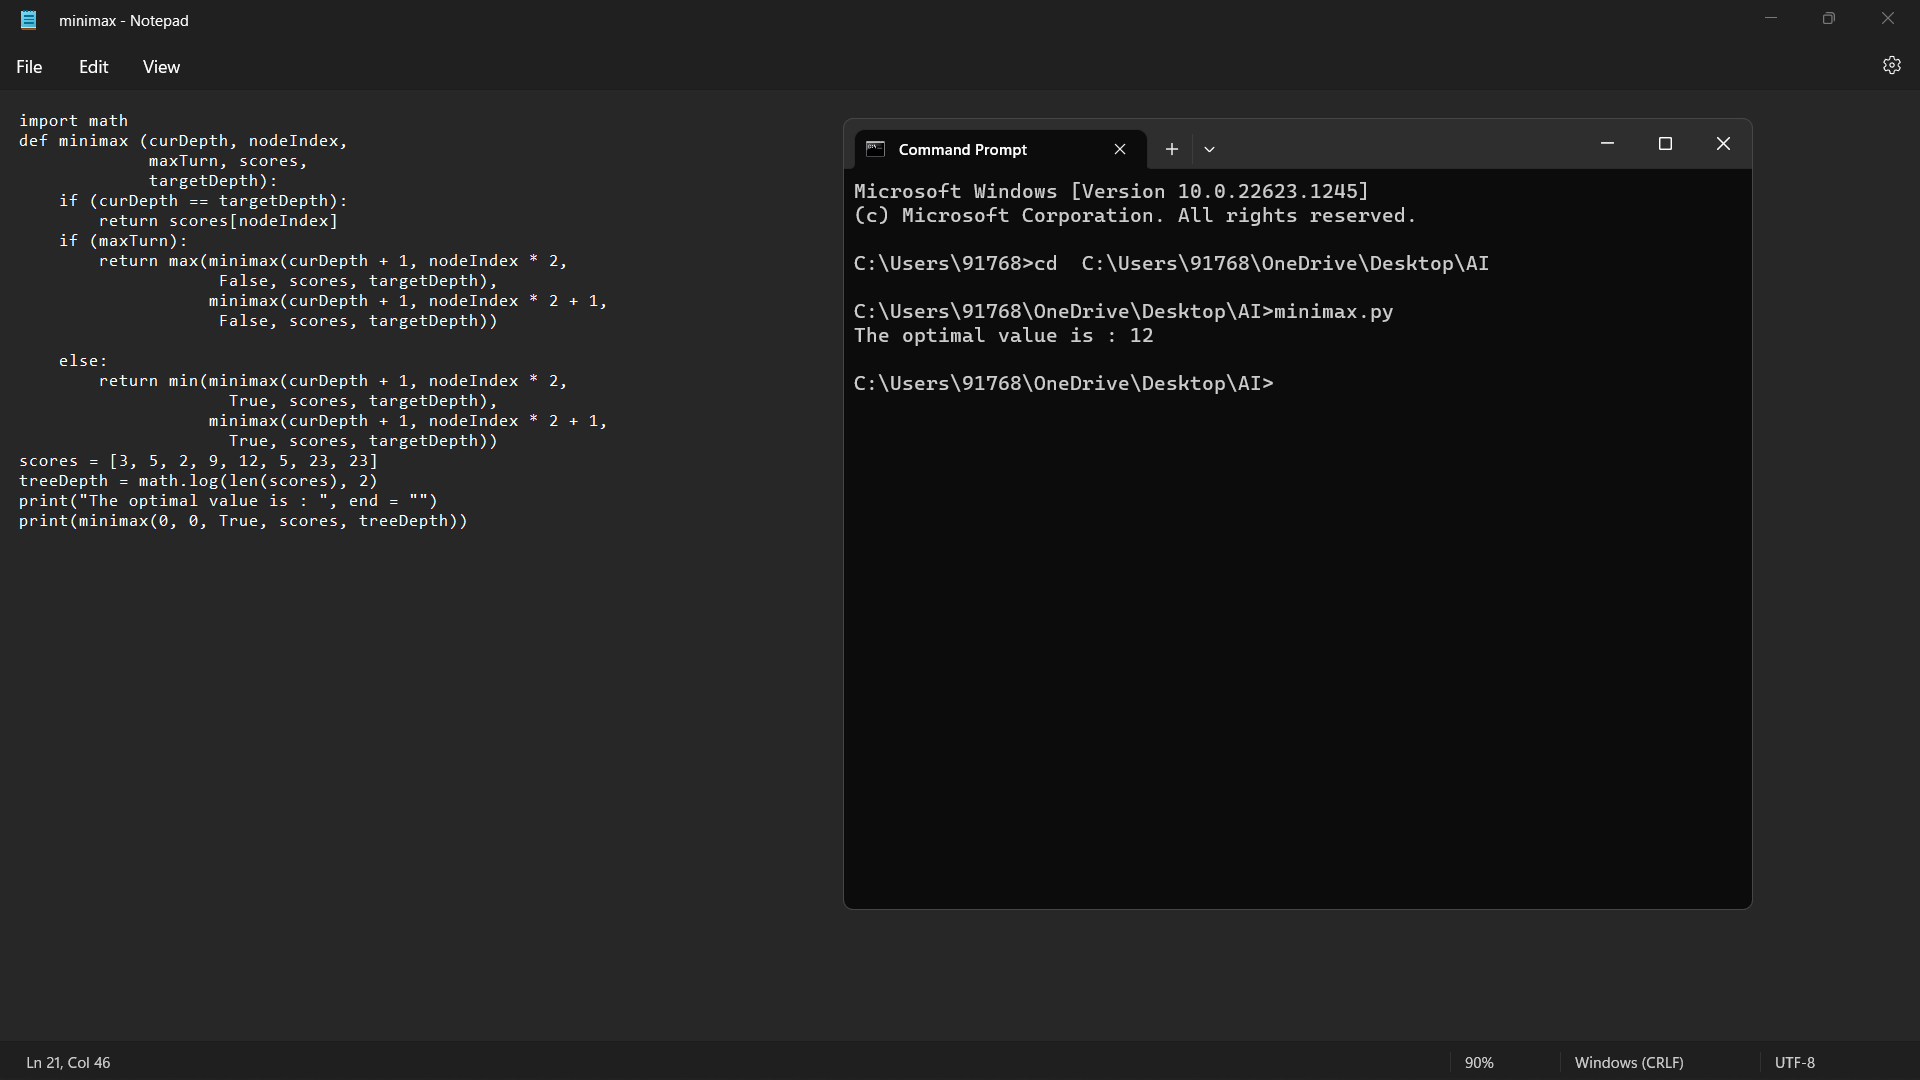 minimax - Notepad
File Edit View
import math
def minimax (curDepth, nodeIndex,
             maxTurn, scores,
             targetDepth):
    if (curDepth == targetDepth):
        return scores[nodeIndex]
    if (maxTurn):
        return max(minimax(curDepth + 1, nodeIndex * 2,
                    False, scores, targetDepth),
                   minimax(curDepth + 1, nodeIndex * 2 + 1,
                    False, scores, targetDepth))
    else:
        return min(minimax(curDepth + 1, nodeIndex * 2,
                     True, scores, targetDepth),
                   minimax(curDepth + 1, nodeIndex * 2 + 1,
                     True, scores, targetDepth))
scores = [3, 5, 2, 9, 12, 5, 23, 23]
treeDepth = math.log(len(scores), 2)
print("The optimal value is : ", end = "")
print(minimax(0, 0, True, scores, treeDepth))
Command Prompt
Microsoft Windows [Version 10.0.22623.1245]
(c) Microsoft Corporation. All rights reserved.
C:\Users\91768>cd  C:\Users\91768\OneDrive\Desktop\AI
C:\Users\91768\OneDrive\Desktop\AI>minimax.py
The optimal value is : 12
C:\Users\91768\OneDrive\Desktop\AI>
Ln 21, Col 46 90% Windows (CRLF) UTF-8